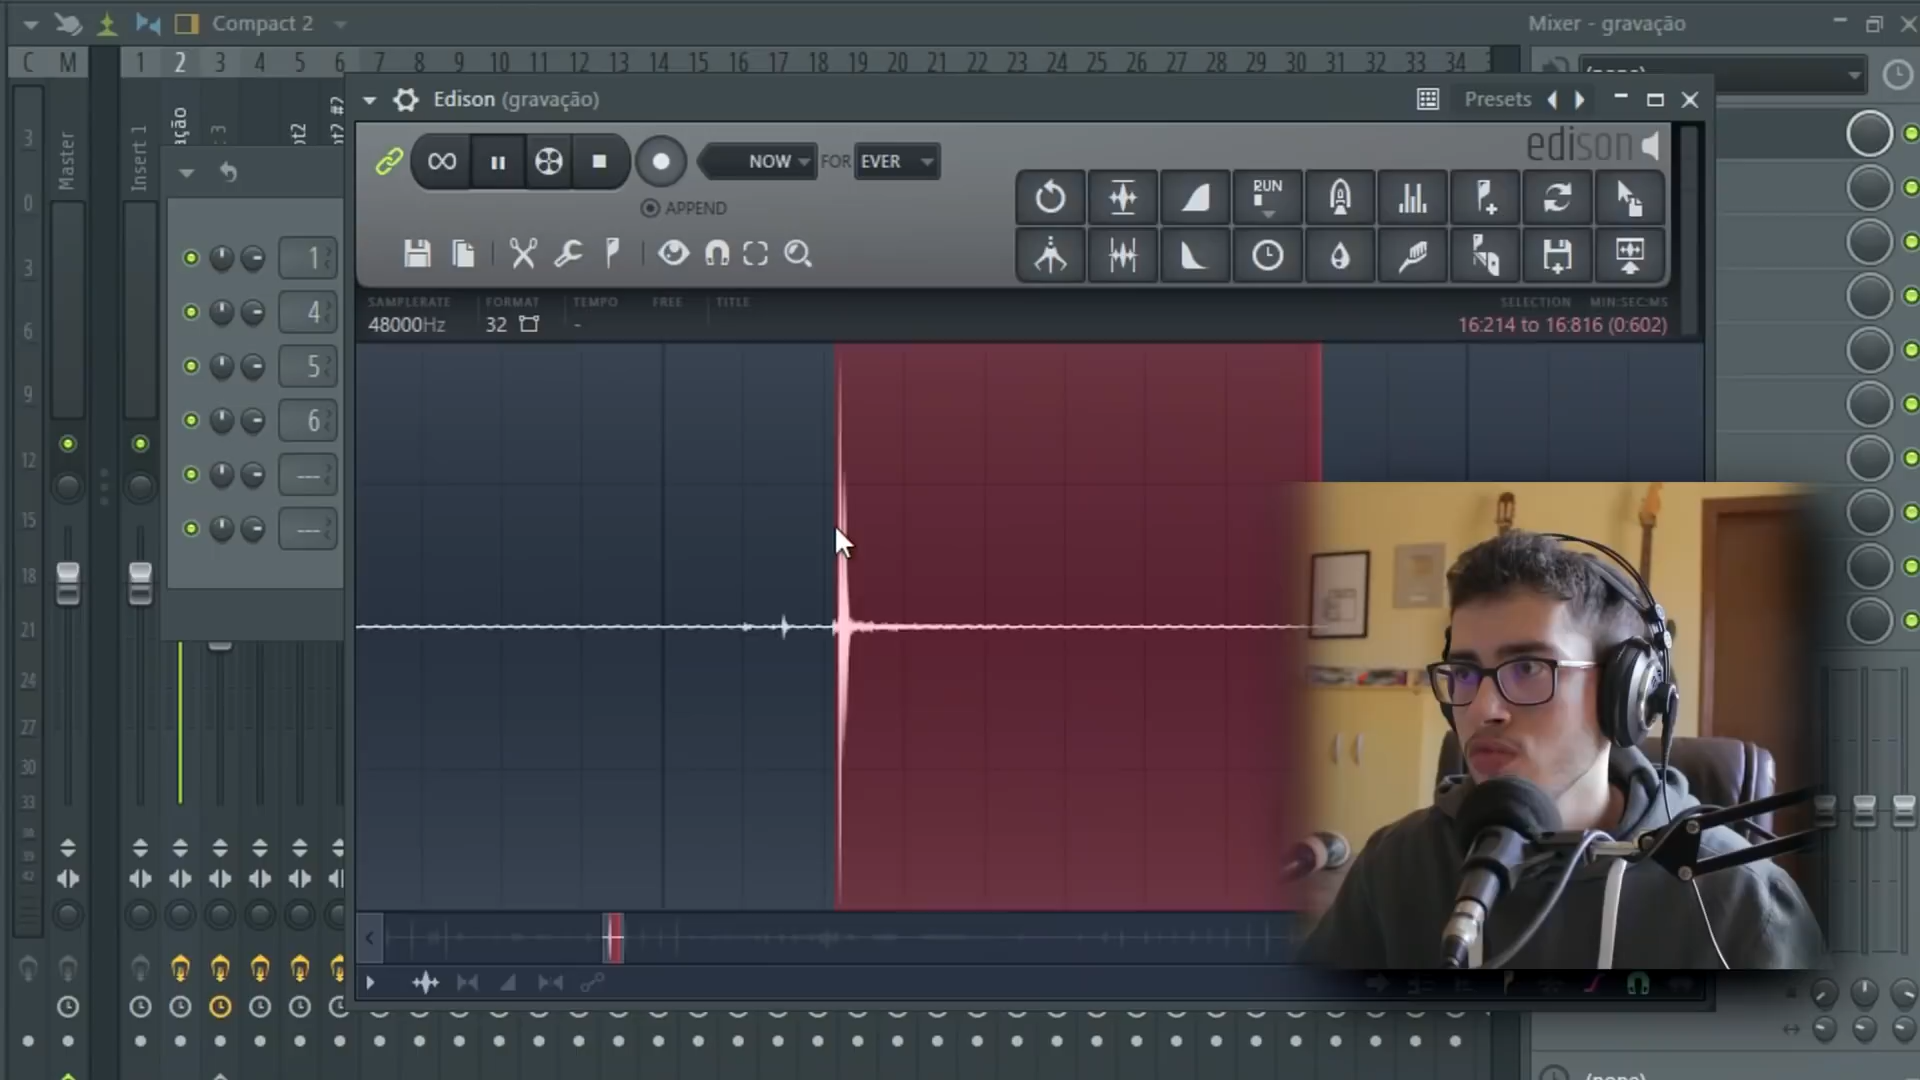 Compact 2
Mixer - gravação
C M 1 2 3 4 5 6 7 8 9 10 11 12 13 14 15 16 17 18 19 20 21 22 23 24 25 26 27 28 29 30 31 32 33 34
Edison (gravação)
Presets
edison
NOW
FOR
EVER
APPEND
RUN
SAMPLERATE
48000Hz
FORMAT
32
TEMPO
-
FREE
TITLE
SELECTION MIN:SEC:MS
16:214 to 16:816 (0:602)
Master
Insert 1
1
4
5
6
---
---
3
0
3
6
9
12
15
18
21
24
27
30
33